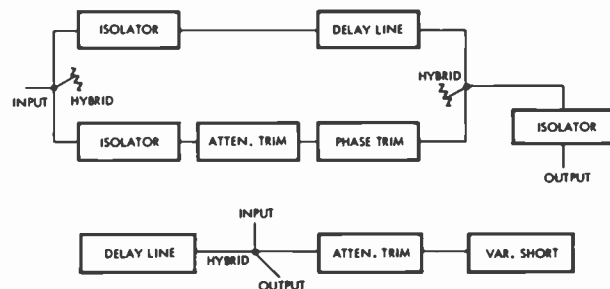 ISOLATOR
DELAY LINE
INPUT
HYBRID
HYBRID
ISOLATOR
ATTEN. TRIM
PHASE TRIM
ISOLATOR
OUTPUT
INPUT
DELAY LINE
HYBRID
ATTEN. TRIM
VAR. SHORT
OUTPUT